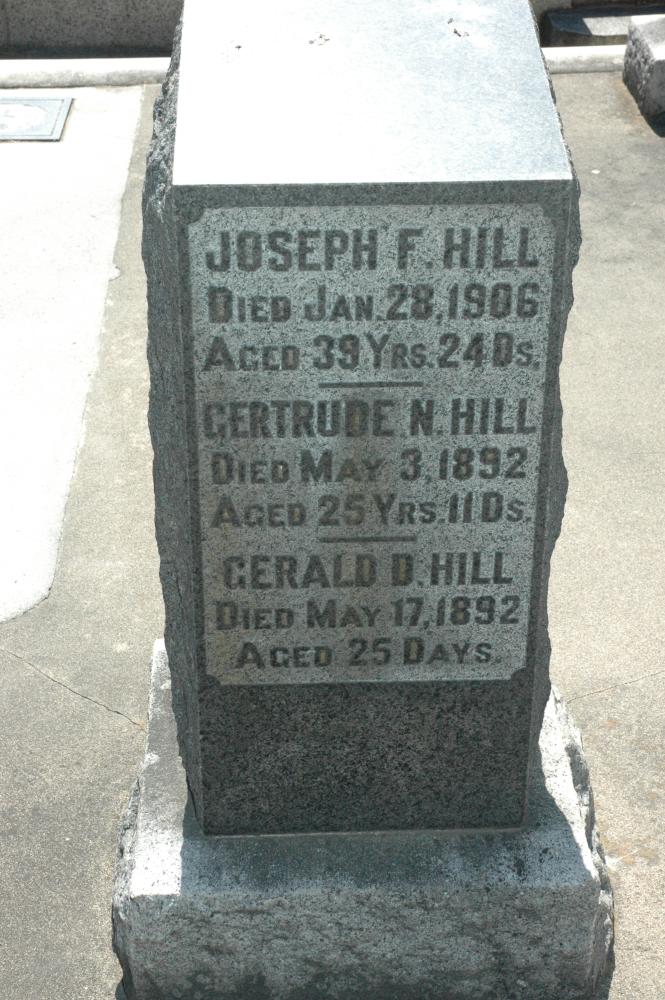 JOSEPH F. HILL
DIED JAN. 28, 1906
AGED 39 YRS. 24 DS.
GERTRUDE N. HILL
DIED MAY 3, 1892
AGED 25 YRS. 11 DS.
GERALD D. HILL
DIED MAY 17, 1892
AGED 25 DAYS.